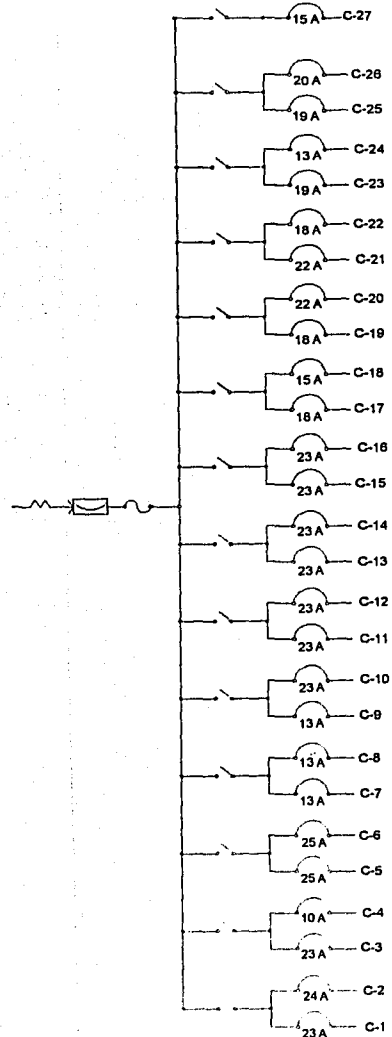 15 A C-27
20 A C-26
19 A C-25
13 A C-24
19 A C-23
18 A C-22
22 A C-21
22 A C-20
18 A C-19
15 A C-18
18 A C-17
23 A C-16
23 A C-15
23 A C-14
23 A C-13
23 A C-12
23 A C-11
23 A C-10
13 A C-9
13 A C-8
13 A C-7
25 A C-6
25 A C-5
10 A C-4
23 A C-3
24 A C-2
23 A C-1